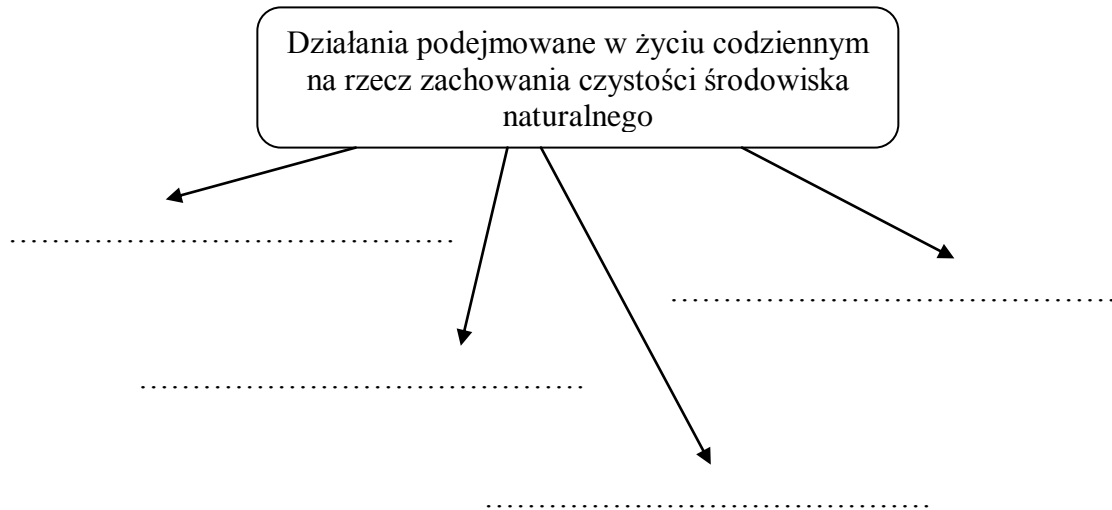 Działania podejmowane w życiu codziennym
na rzecz zachowania czystości środowiska
naturalnego
..........................................
..........................................
..........................................
..........................................